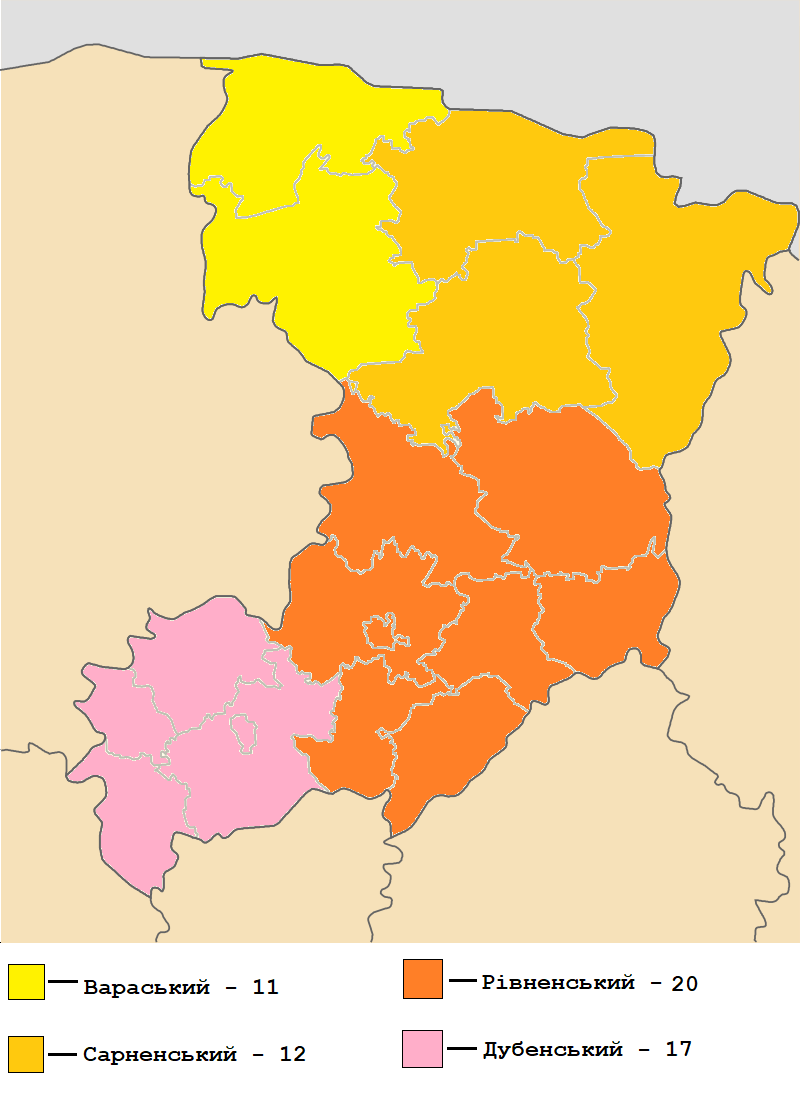 Вараський - 11
Рівненський - 20
Сарненський - 12
Дубенський - 17